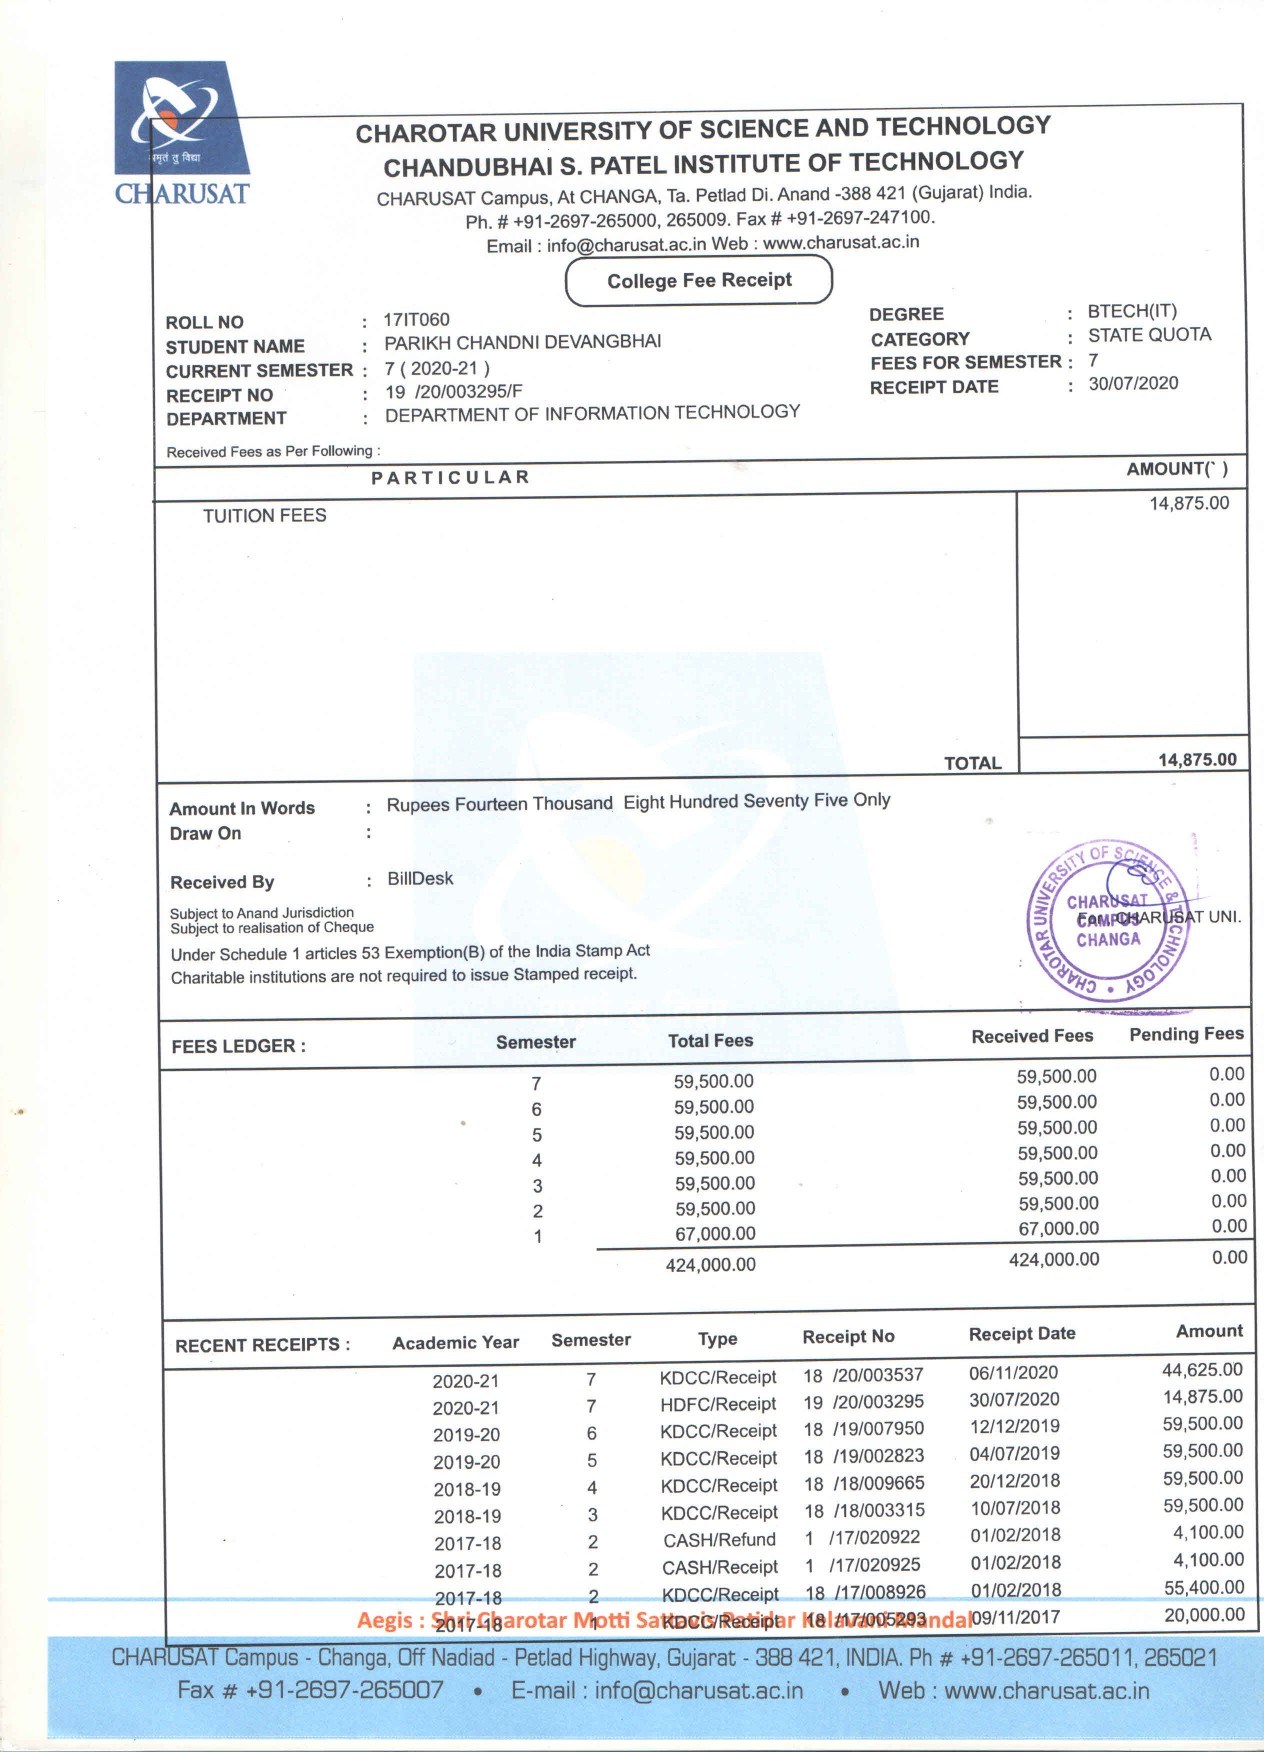 अमृतं तु विद्या
CHARUSAT
CHAROTAR UNIVERSITY OF SCIENCE AND TECHNOLOGY
CHANDUBHAI S. PATEL INSTITUTE OF TECHNOLOGY
CHARUSAT Campus, At CHANGA, Ta. Petlad Di. Anand -388 421 (Gujarat) India.
Ph. # +91-2697-265000, 265009. Fax # +91-2697-247100.
Email : info@charusat.ac.in Web : www.charusat.ac.in
College Fee Receipt
ROLL NO : 17IT060 DEGREE : BTECH(IT)
STUDENT NAME : PARIKH CHANDNI DEVANGBHAI CATEGORY : STATE QUOTA
CURRENT SEMESTER : 7 ( 2020-21 ) FEES FOR SEMESTER : 7
RECEIPT NO : 19 /20/003295/F RECEIPT DATE : 30/07/2020
DEPARTMENT : DEPARTMENT OF INFORMATION TECHNOLOGY
Received Fees as Per Following :
PARTICULAR AMOUNT(` )
TUITION FEES 14,875.00
TOTAL 14,875.00
Amount In Words : Rupees Fourteen Thousand Eight Hundred Seventy Five Only
Draw On :
Received By : BillDesk
Subject to Anand Jurisdiction
Subject to realisation of Cheque
For, CHARUSAT UNI.
CHAROTAR UNIVERSITY OF SCIENCE & TECHNOLOGY
CHARUSAT
CAMPUS
CHANGA
Under Schedule 1 articles 53 Exemption(B) of the India Stamp Act
Charitable institutions are not required to issue Stamped receipt.
FEES LEDGER : Semester Total Fees Received Fees Pending Fees
7 59,500.00 59,500.00 0.00
6 59,500.00 59,500.00 0.00
5 59,500.00 59,500.00 0.00
4 59,500.00 59,500.00 0.00
3 59,500.00 59,500.00 0.00
2 59,500.00 59,500.00 0.00
1 67,000.00 67,000.00 0.00
424,000.00 424,000.00 0.00
RECENT RECEIPTS : Academic Year Semester Type Receipt No Receipt Date Amount
2020-21 7 KDCC/Receipt 18 /20/003537 06/11/2020 44,625.00
2020-21 7 HDFC/Receipt 19 /20/003295 30/07/2020 14,875.00
2019-20 6 KDCC/Receipt 18 /19/007950 12/12/2019 59,500.00
2019-20 5 KDCC/Receipt 18 /19/002823 04/07/2019 59,500.00
2018-19 4 KDCC/Receipt 18 /18/009665 20/12/2018 59,500.00
2018-19 3 KDCC/Receipt 18 /18/003315 10/07/2018 59,500.00
2017-18 2 CASH/Refund 1 /17/020922 01/02/2018 4,100.00
2017-18 2 CASH/Receipt 1 /17/020925 01/02/2018 4,100.00
2017-18 2 KDCC/Receipt 18 /17/008926 01/02/2018 55,400.00
2017-18 1 KDCC/Receipt 18 /17/005293 09/11/2017 20,000.00
Aegis : Shri Charotar Motti Sattavis Patidar Kelavani Mandal
CHARUSAT Campus - Changa, Off Nadiad - Petlad Highway, Gujarat - 388 421, INDIA. Ph # +91-2697-265011, 265021
Fax # +91-2697-265007 • E-mail : info@charusat.ac.in • Web : www.charusat.ac.in